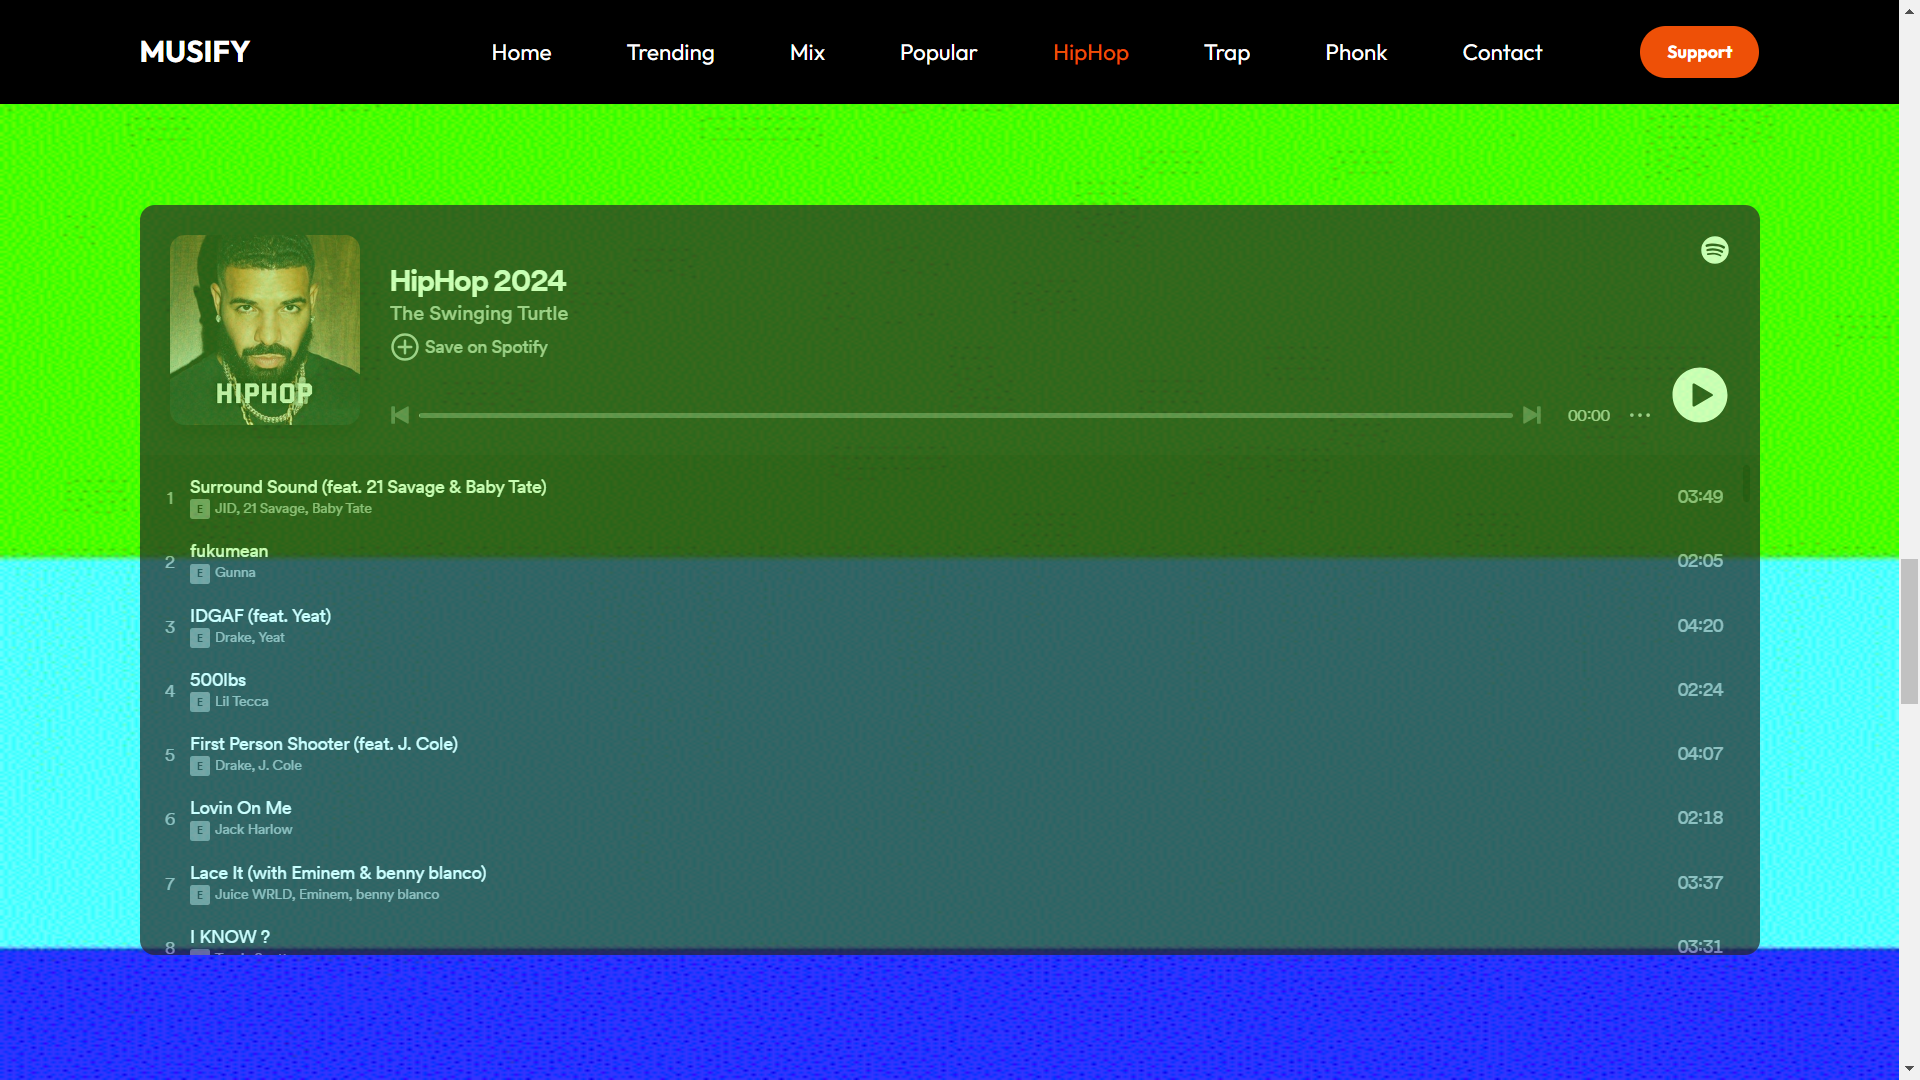 MUSIFY Home Trending Mix Popular HipHop Trap Phonk Contact Support
HIPHOP
HipHop 2024
The Swinging Turtle
Save on Spotify
00:00
1 Surround Sound (feat. 21 Savage & Baby Tate) 03:49
E JID, 21 Savage, Baby Tate
2 fukumean 02:05
E Gunna
3 IDGAF (feat. Yeat) 04:20
E Drake, Yeat
4 500lbs 02:24
E Lil Tecca
5 First Person Shooter (feat. J. Cole) 04:07
E Drake, J. Cole
6 Lovin On Me 02:18
E Jack Harlow
7 Lace It (with Eminem & benny blanco) 03:37
E Juice WRLD, Eminem, benny blanco
8 I KNOW ? 03:31